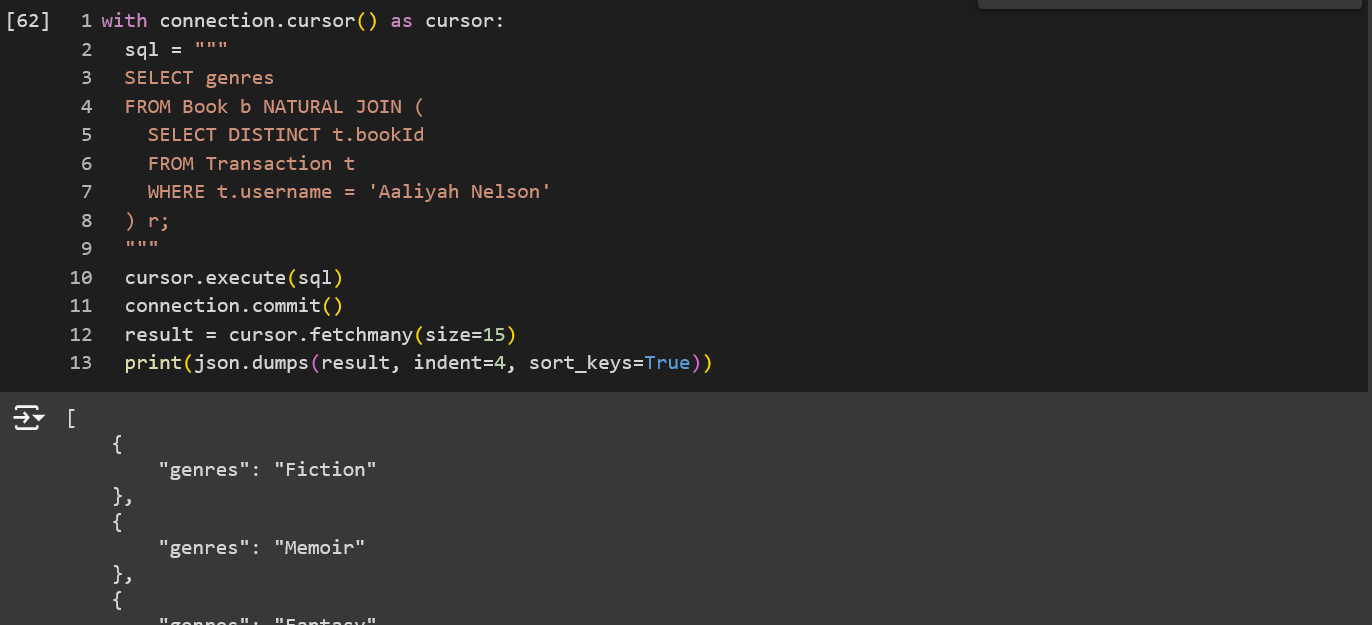 [62] 1 with connection.cursor() as cursor:
2 sql = """
3 SELECT genres
4 FROM Book b NATURAL JOIN (
5 SELECT DISTINCT t.bookId
6 FROM Transaction t
7 WHERE t.username = 'Aaliyah Nelson'
8 ) r;
9 """
10 cursor.execute(sql)
11 connection.commit()
12 result = cursor.fetchmany(size=15)
13 print(json.dumps(result, indent=4, sort_keys=True))
[
{
"genres": "Fiction"
},
{
"genres": "Memoir"
},
{
"genres": "Fantasy"